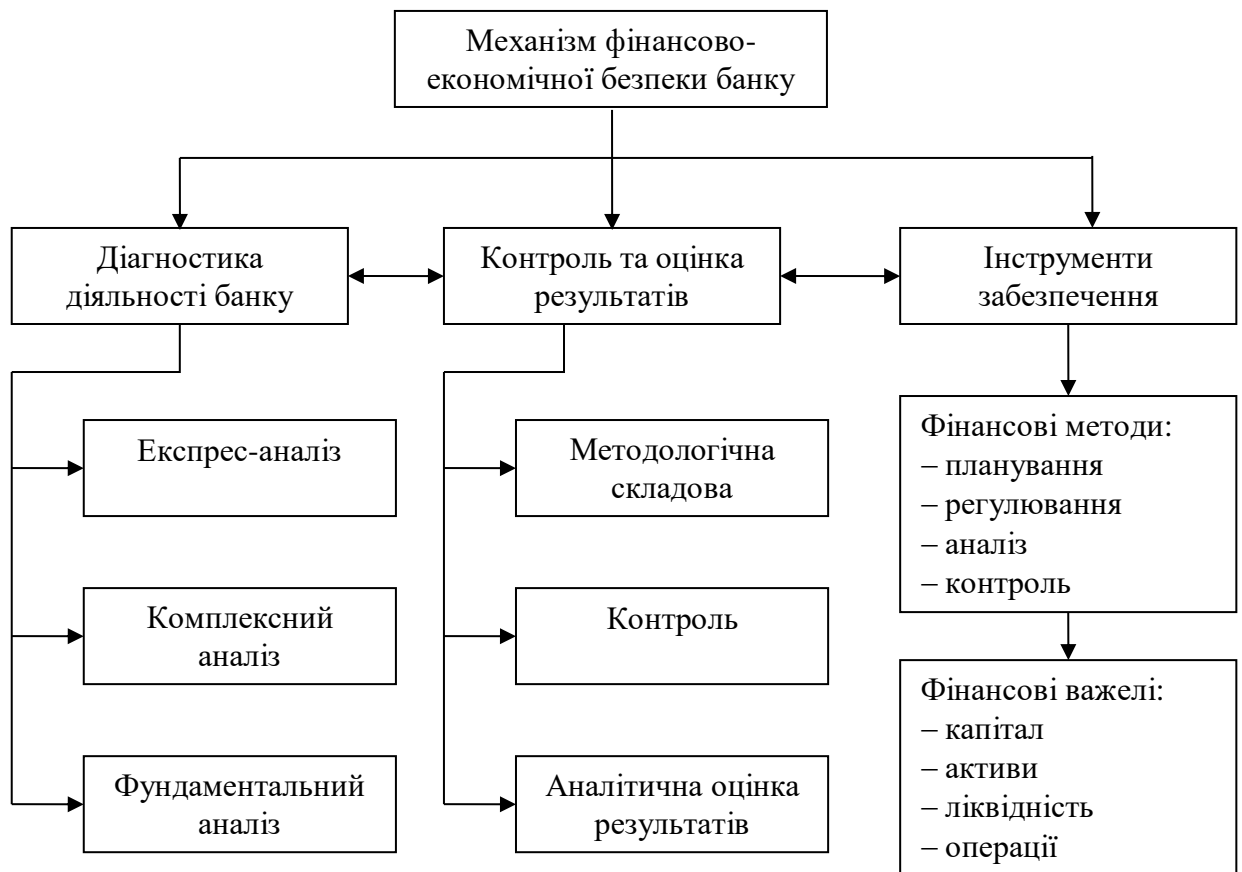 Механізм фінансово-
економічної безпеки банку
Діагностика
діяльності банку
Контроль та оцінка
результатів
Інструменти
забезпечення
Експрес-аналіз
Комплексний
аналіз
Фундаментальний
аналіз
Методологічна
складова
Контроль
Аналітична оцінка
результатів
Фінансові методи:
– планування
– регулювання
– аналіз
– контроль
Фінансові важелі:
– капітал
– активи
– ліквідність
– операції